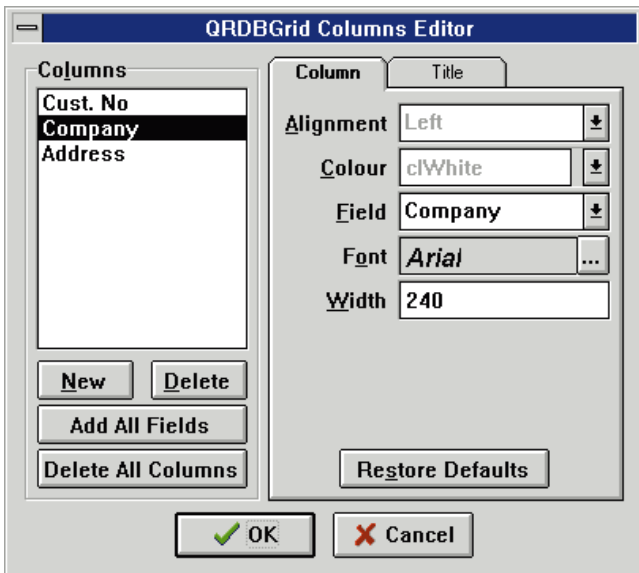 QRDBGrid Columns Editor
Columns
Cust. No
Company
Address
New
Delete
Add All Fields
Delete All Columns
Column
Title
Alignment
Left
Colour
clWhite
Field
Company
Font
Arial
...
Width
240
Restore Defaults
OK
Cancel